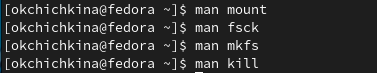 [okchichkina@fedora ~]$ man mount
[okchichkina@fedora ~]$ man fsck
[okchichkina@fedora ~]$ man mkfs
[okchichkina@fedora ~]$ man kill